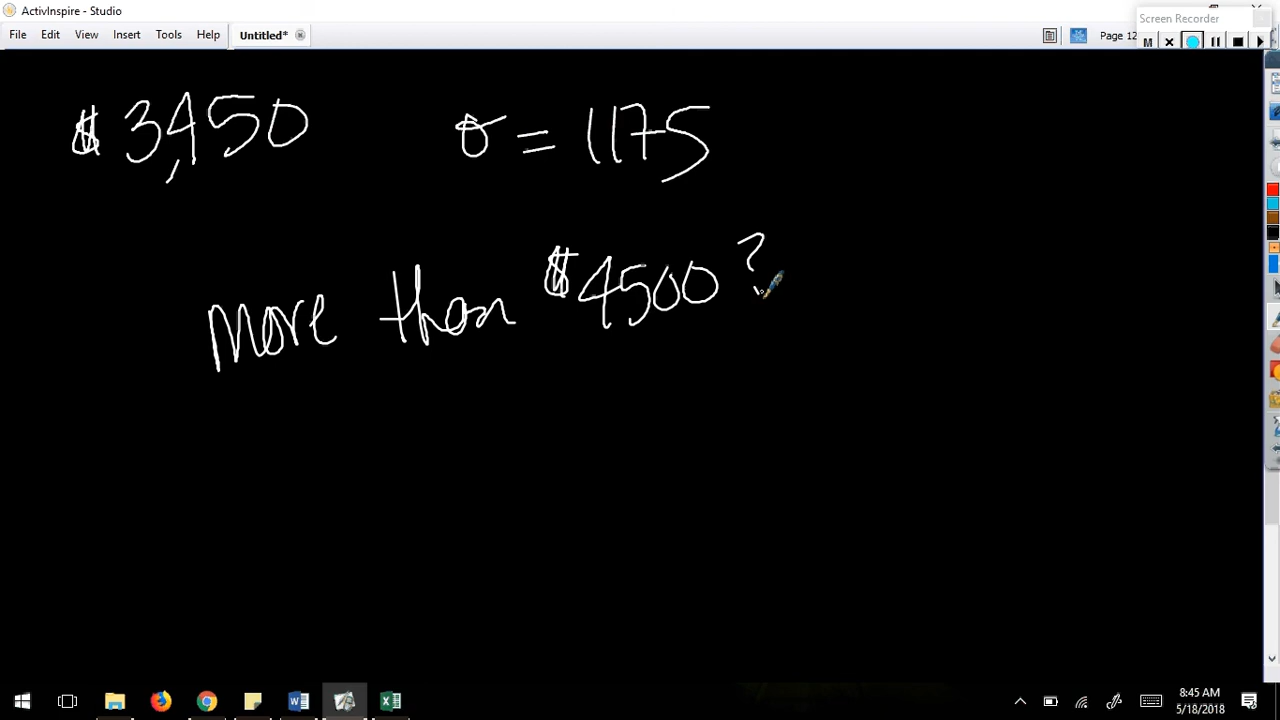 ActivInspire - Studio
Screen Recorder
File Edit View Insert Tools Help Untitled*
Page 12
M
$3,450 σ = 1175
more than $4500?
8:45 AM
5/18/2018